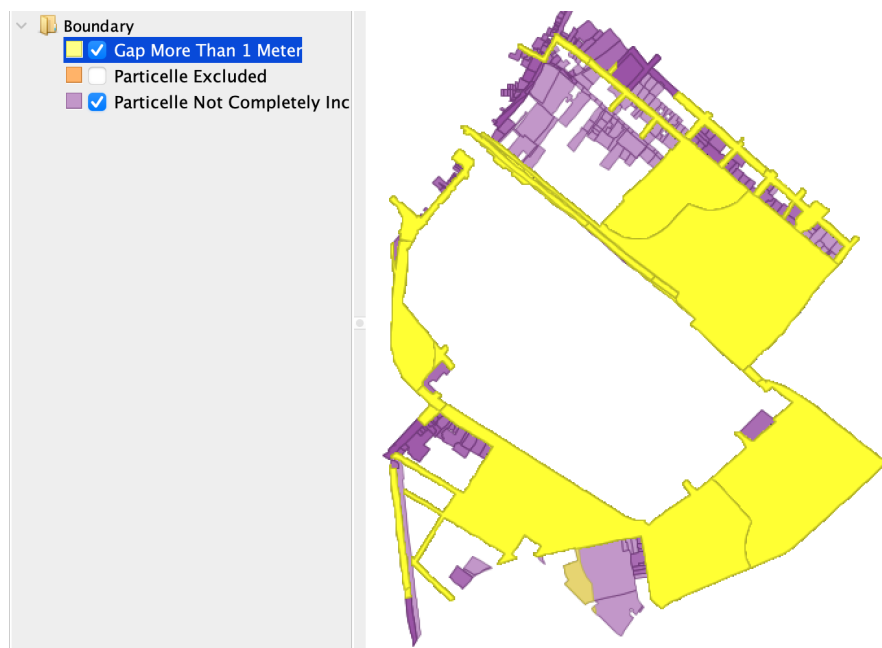 Boundary
Gap More Than 1 Meter
Particelle Excluded
Particelle Not Completely Inc